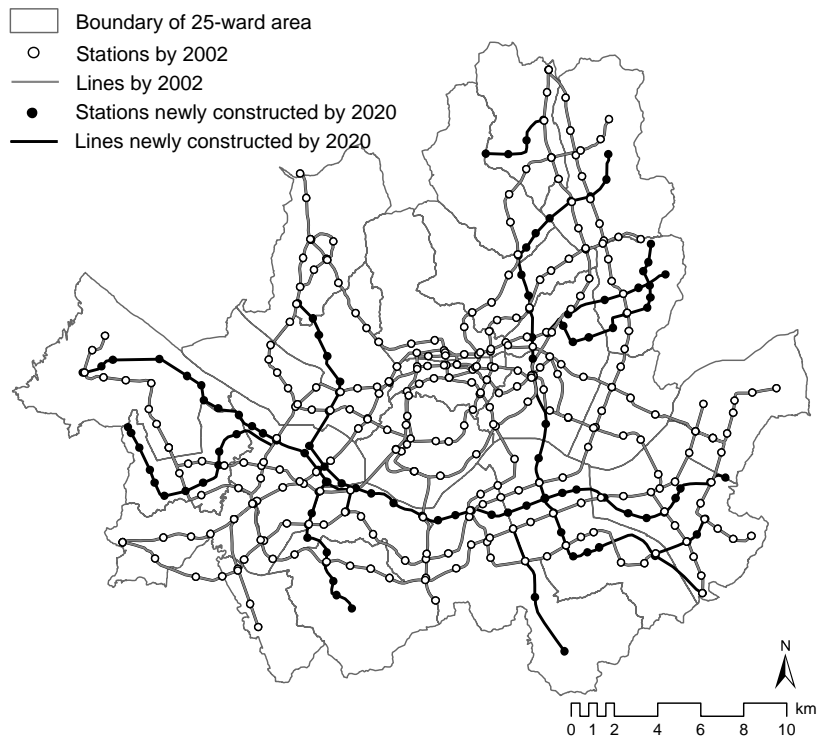 Boundary of 25-ward area
Stations by 2002
Lines by 2002
Stations newly constructed by 2020
Lines newly constructed by 2020
N
km
0 1 2 4 6 8 10